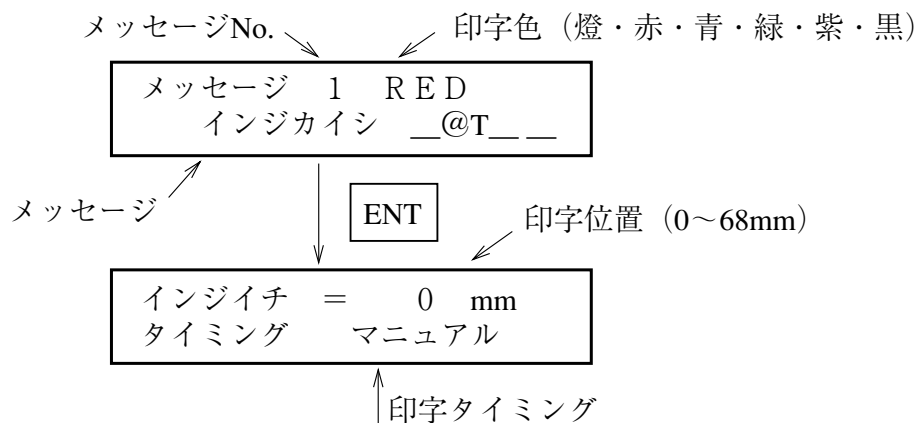 メッセージNo.
印字色（燈・赤・青・緑・紫・黒）
メッセージ　1　RED
インジカイシ　__@T__ __
メッセージ
ENT
印字位置（0～68mm）
インジイチ　＝　0　mm
タイミング　マニュアル
印字タイミング